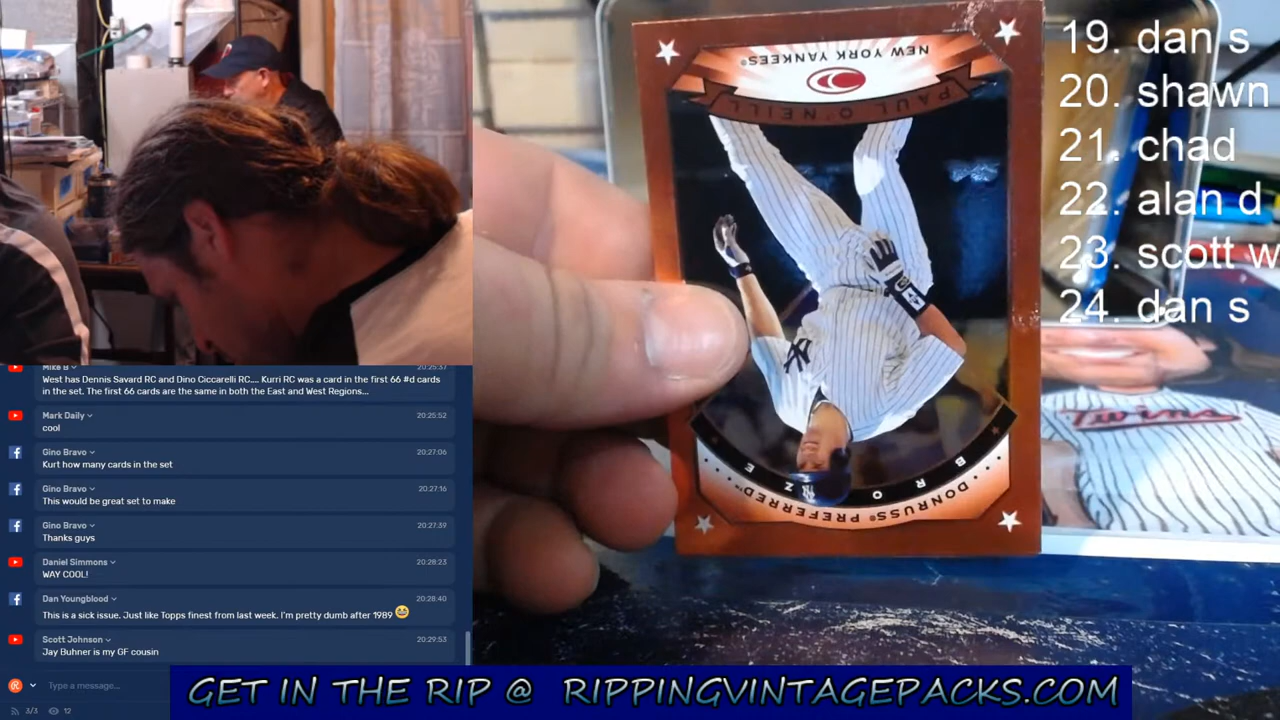 Mike B 20:25:37
West has Dennis Savard RC and Dino Ciccarelli RC.... Kurri RC was a card in the first 66 #d cards
in the set. The first 66 cards are the same in both the East and West Regions...
Mark Daily 20:25:52
cool
Gino Bravo 20:27:06
Kurt how many cards in the set
Gino Bravo 20:27:16
This would be great set to make
Gino Bravo 20:27:39
Thanks guys
Daniel Simmons 20:28:23
WAY COOL!
Dan Youngblood 20:28:40
This is a sick issue. Just like Topps finest from last week. I'm pretty dumb after 1989 😆
Scott Johnson 20:29:53
Jay Buhner is my GF cousin
Type a message...
3/3 12
NEW YORK YANKEES®
PAUL O'NEILL
BRONZE
DONRUSS® PREFERRED™
Twins
19. dan s
20. shawn
21. chad
22. alan d
23. scott w
24. dan s
GET IN THE RIP @ RIPPINGVINTAGEPACKS.COM